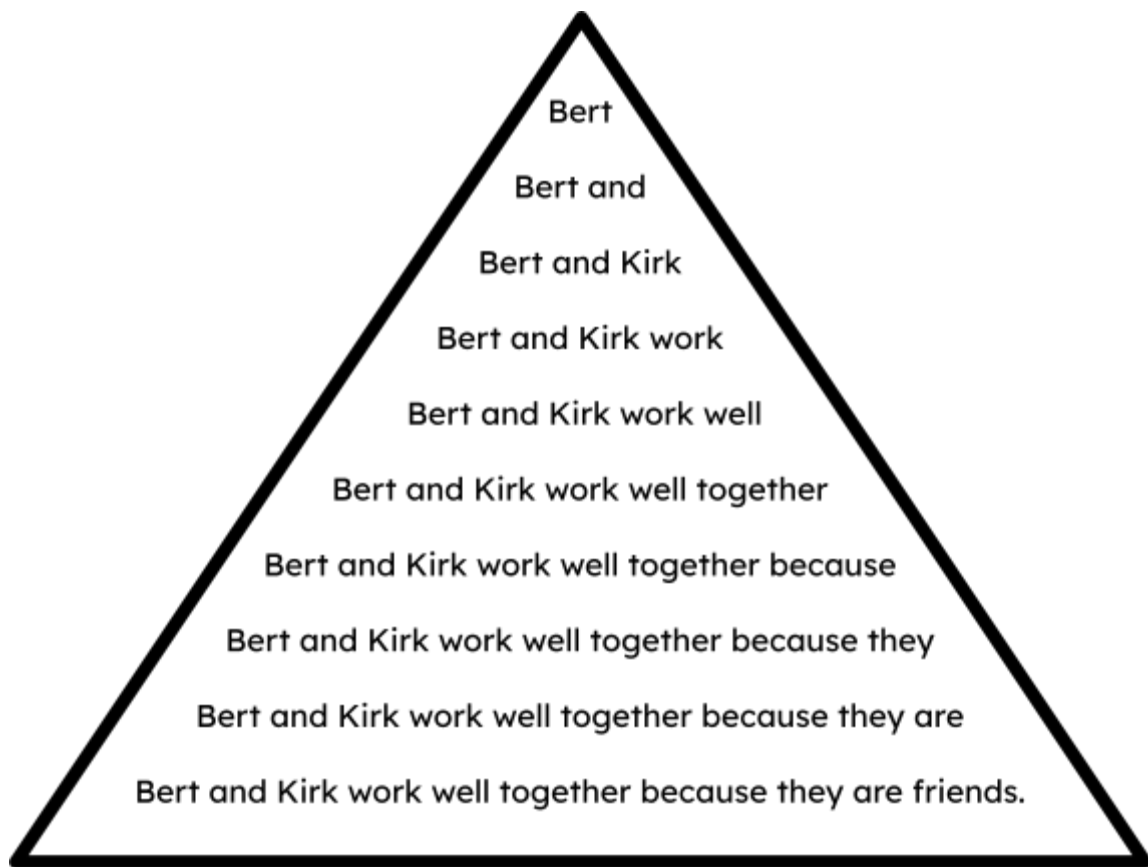 Bert
Bert and
Bert and Kirk
Bert and Kirk work
Bert and Kirk work well
Bert and Kirk work well together
Bert and Kirk work well together because
Bert and Kirk work well together because they
Bert and Kirk work well together because they are
Bert and Kirk work well together because they are friends.